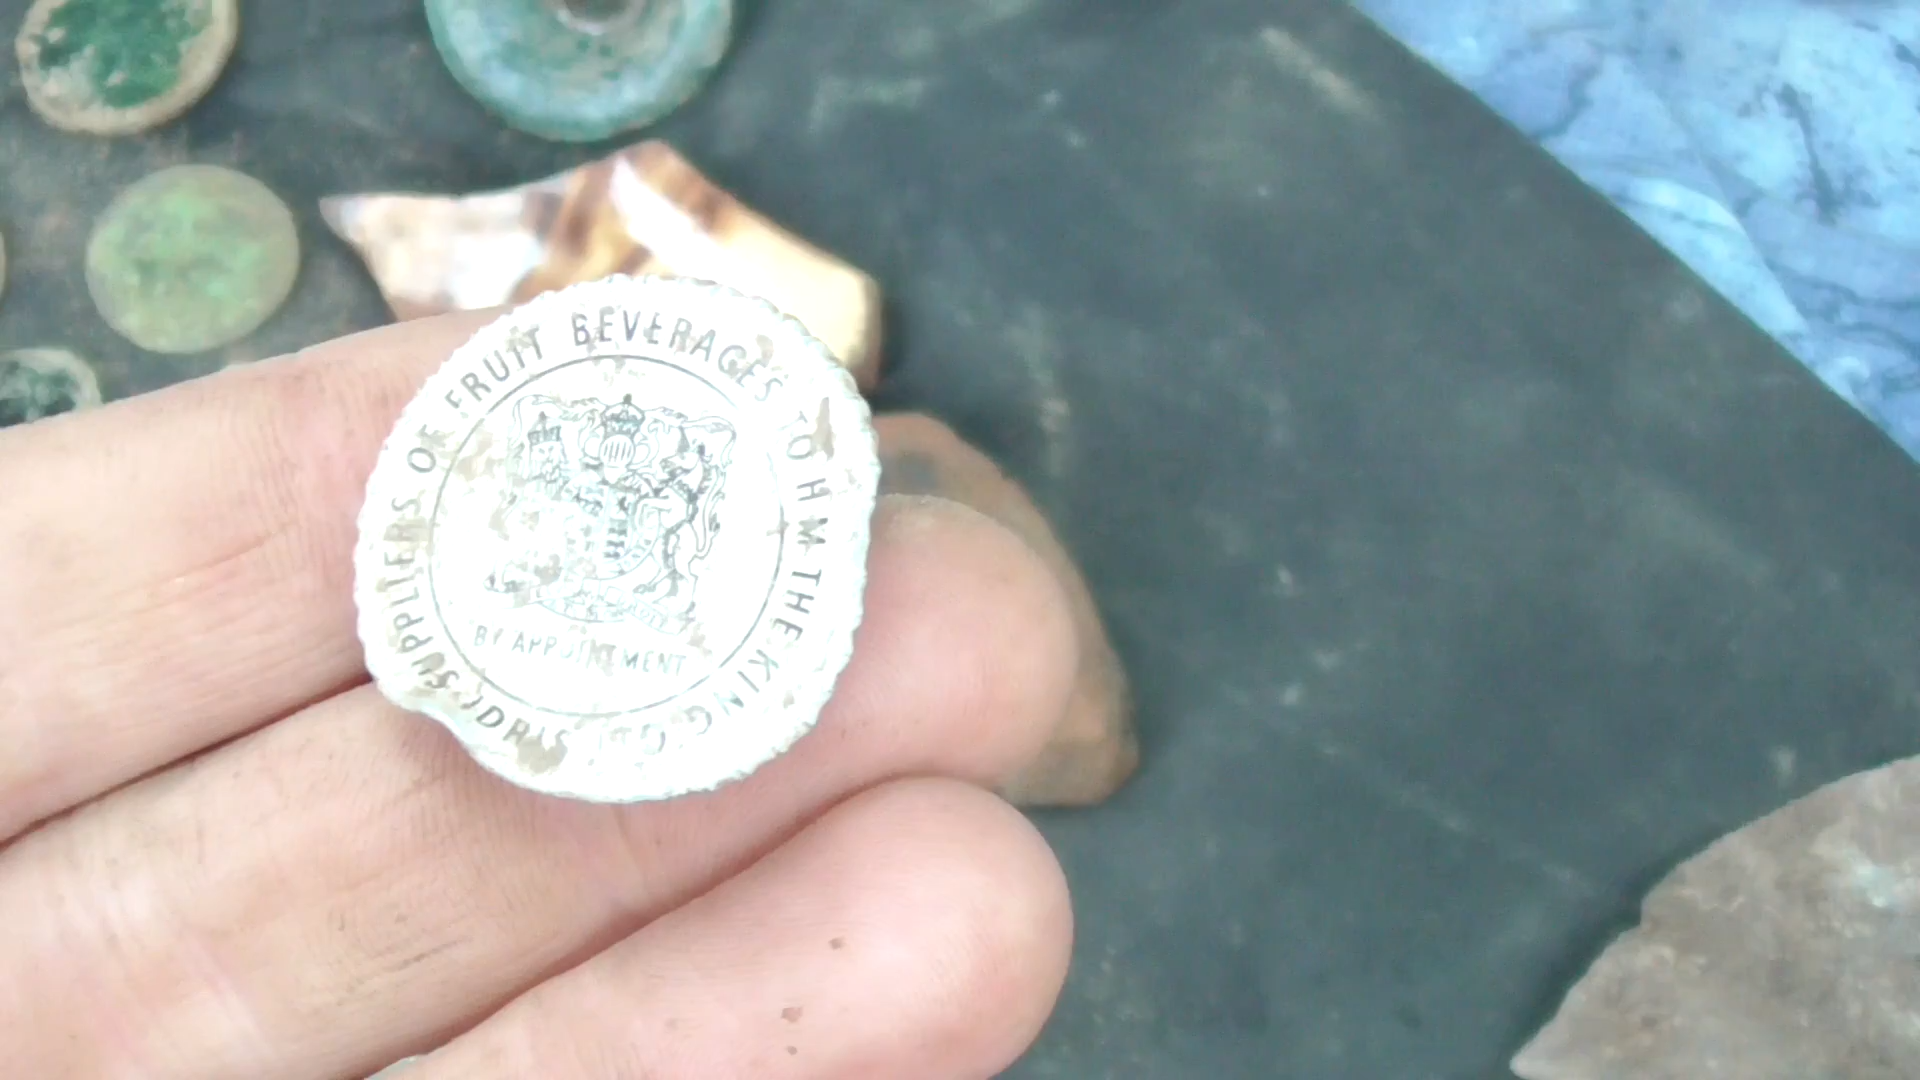 SUPPLIERS OF FRUIT BEVERAGES TO H M THE KING
BY APPOINTMENT